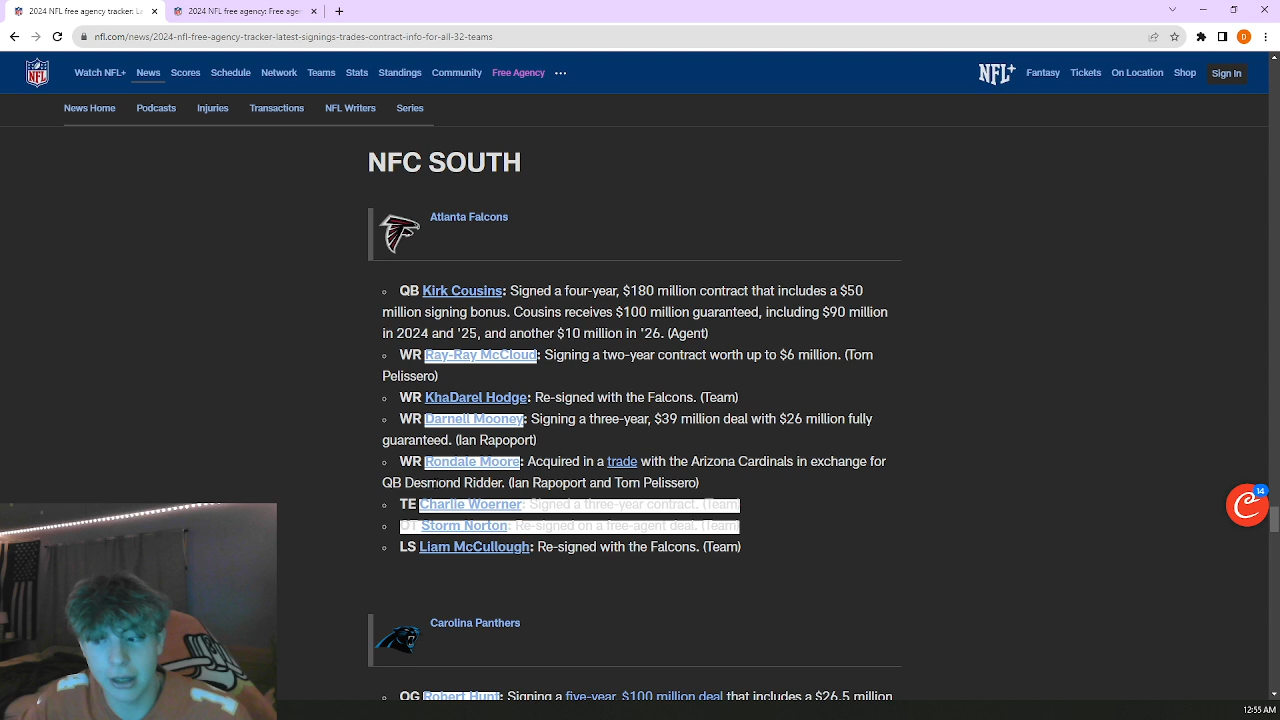 2024 NFL free agency tracker: La
2024 NFL free agency: Free agen
nfl.com/news/2024-nfl-free-agency-tracker-latest-signings-trades-contract-info-for-all-32-teams
D
NFL
Watch NFL+ News Scores Schedule Network Teams Stats Standings Community Free Agency
NFL+ Fantasy Tickets On Location Shop Sign In
News Home Podcasts Injuries Transactions NFL Writers Series
NFC SOUTH
Atlanta Falcons
QB Kirk Cousins: Signed a four-year, $180 million contract that includes a $50
million signing bonus. Cousins receives $100 million guaranteed, including $90 million
in 2024 and '25, and another $10 million in '26. (Agent)
WR Ray-Ray McCloud: Signing a two-year contract worth up to $6 million. (Tom
Pelissero)
WR KhaDarel Hodge: Re-signed with the Falcons. (Team)
WR Darnell Mooney: Signing a three-year, $39 million deal with $26 million fully
guaranteed. (Ian Rapoport)
WR Rondale Moore: Acquired in a trade with the Arizona Cardinals in exchange for
QB Desmond Ridder. (Ian Rapoport and Tom Pelissero)
TE Charlie Woerner: Signed a three-year contract. (Team)
OT Storm Norton: Re-signed on a free-agent deal. (Team)
LS Liam McCullough: Re-signed with the Falcons. (Team)
14
Carolina Panthers
OG Robert Hunt: Signing a five-year, $100 million deal that includes a $26.5 million
12:55 AM